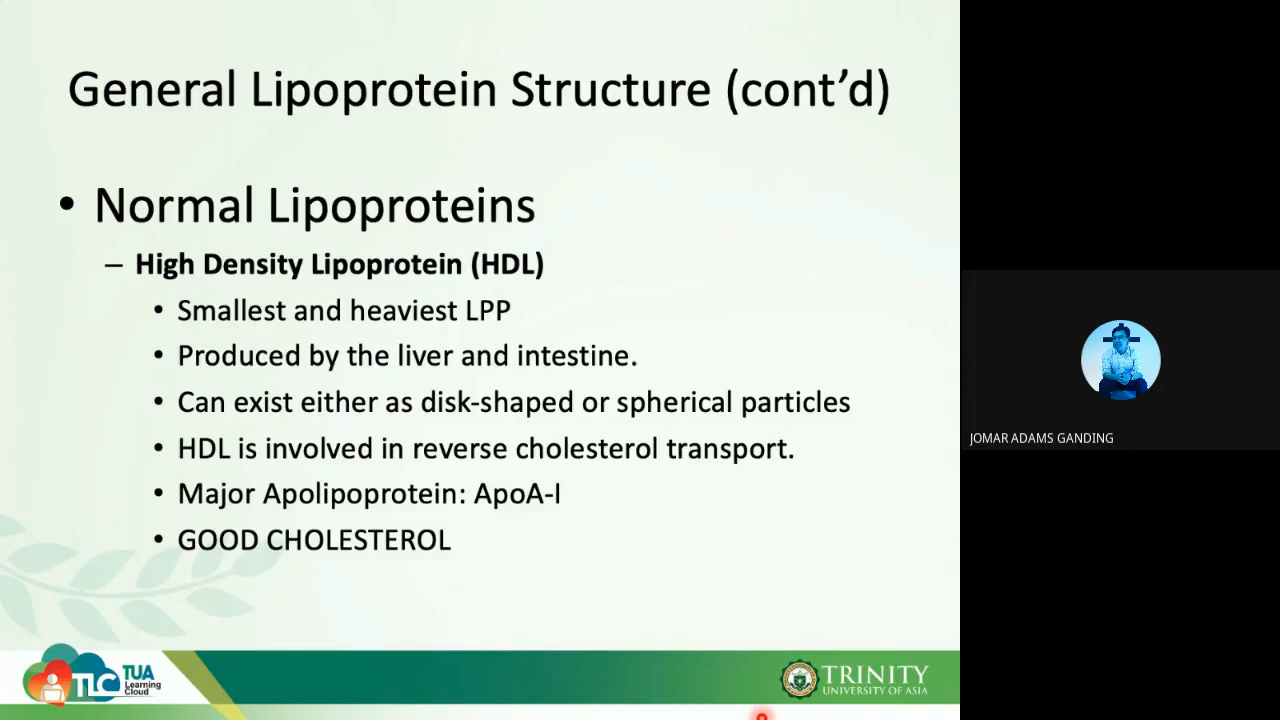 General Lipoprotein Structure (cont’d)
• Normal Lipoproteins
– High Density Lipoprotein (HDL)
• Smallest and heaviest LPP
• Produced by the liver and intestine.
• Can exist either as disk-shaped or spherical particles
• HDL is involved in reverse cholesterol transport.
• Major Apolipoprotein: ApoA-I
• GOOD CHOLESTEROL
JOMAR ADAMS GANDING
TLC
TUA
Learning
Cloud
TRINITY
UNIVERSITY OF ASIA